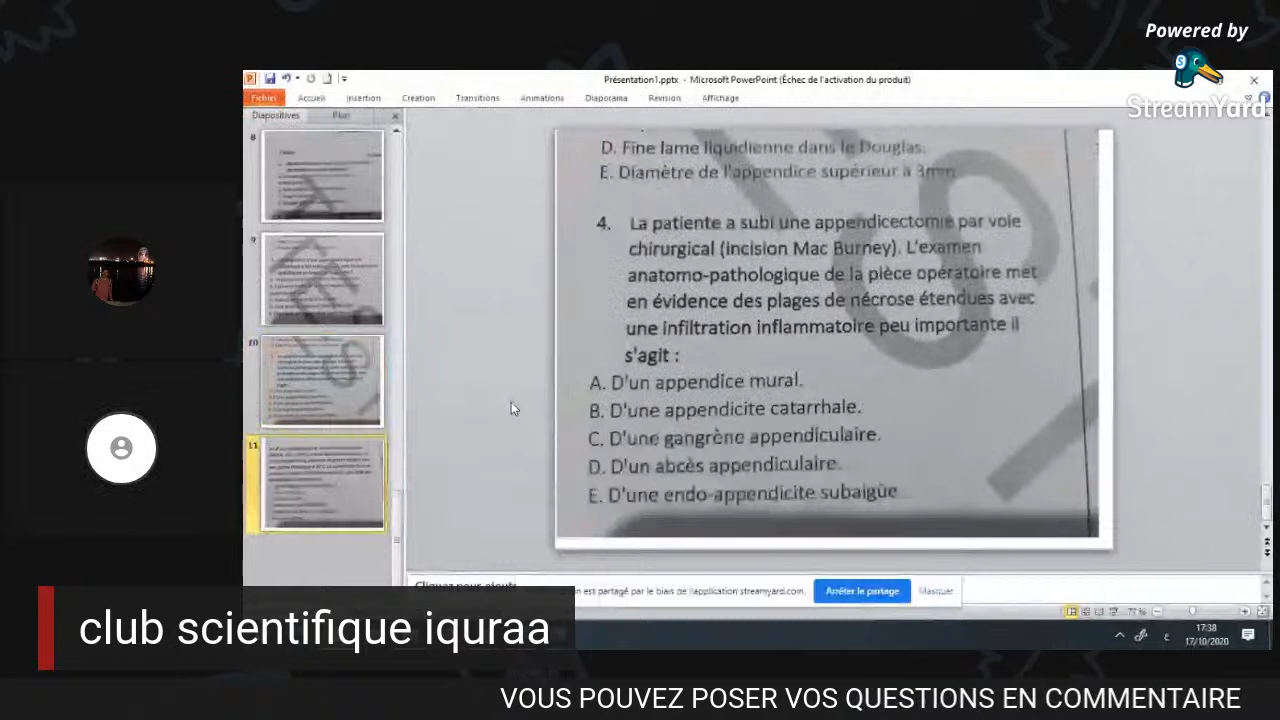 Powered by
StreamYard
Présentation1.pptx - Microsoft PowerPoint (Échec de l'activation du produit)
Fichier Accueil Insertion Création Transitions Animations Diaporama Révision Affichage
Diapositives Plan
8
9
10
11
D. Fine lame liquidienne dans le Douglas.
E. Diamètre de l'appendice supérieur à 3mm
4. La patiente a subi une appendicectomie par voie
chirurgical (incision Mac Burney). L'examen
anatomo-pathologique de la pièce opératoire met
en évidence des plages de nécrose étendues avec
une infiltration inflammatoire peu importante il
s'agit :
A. D'un appendice mural.
B. D'une appendicite catarrhale.
C. D'une gangrène appendiculaire.
D. D'un abcès appendiculaire.
E. D'une endo-appendicite subaigüe
est partagé par le biais de l'application streamyard.com.
Arrêter le partage
Masquer
77 %
17:38
17/10/2020
club scientifique iquraa
VOUS POUVEZ POSER VOS QUESTIONS EN COMMENTAIRE